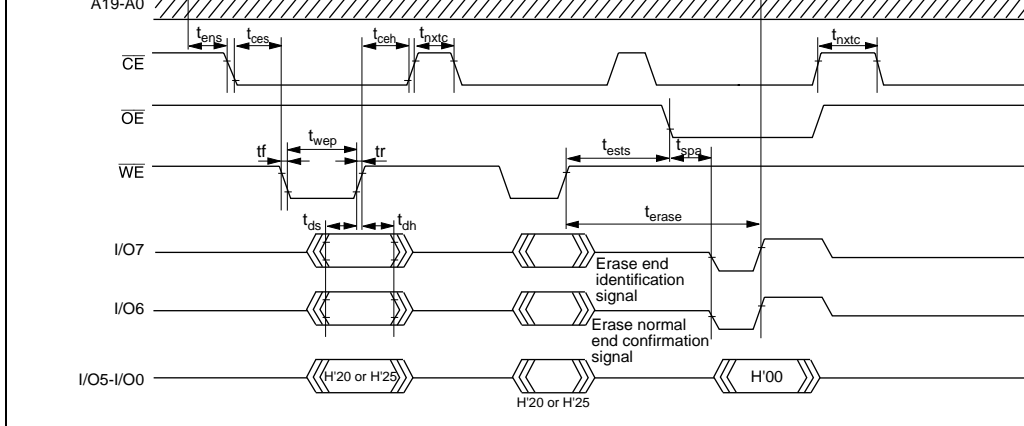 A19-A0
tens tces tceh tnxtc tnxtc
CE
OE
twep
tf tr tests tspa
WE
terase
tds tdh
I/O7
Erase end
identification
signal
I/O6
Erase normal
end confirmation
signal
I/O5-I/O0 H'20 or H'25 H'00
H'20 or H'25